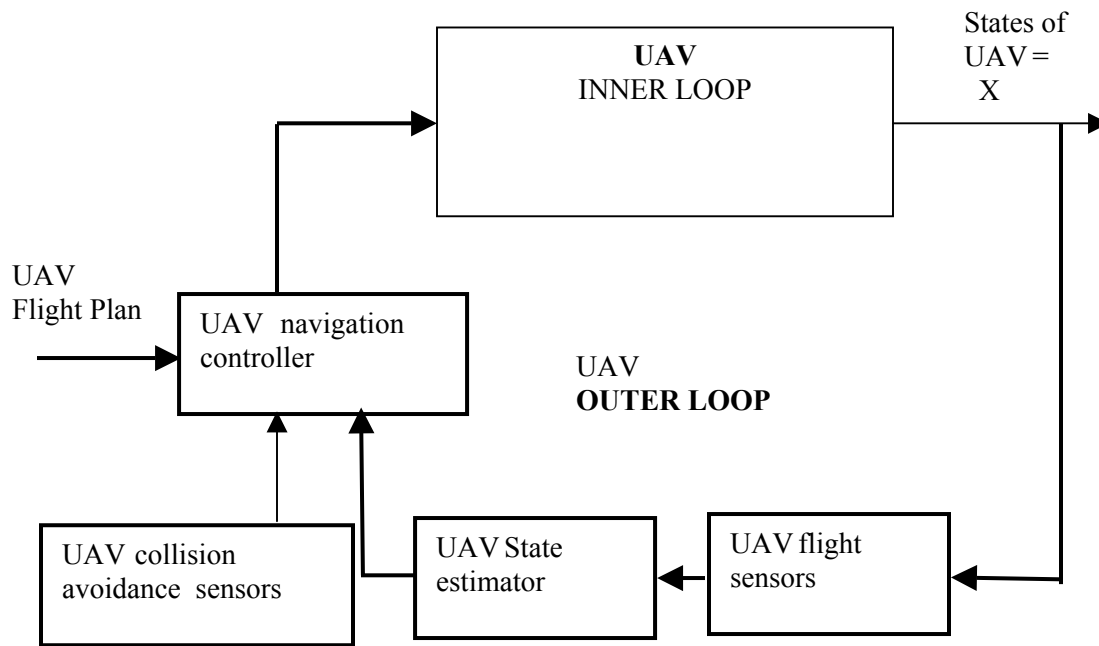 States of
UAV =
X
UAV
INNER LOOP
UAV
Flight Plan
UAV navigation
controller
UAV
OUTER LOOP
UAV collision
avoidance sensors
UAV State
estimator
UAV flight
sensors